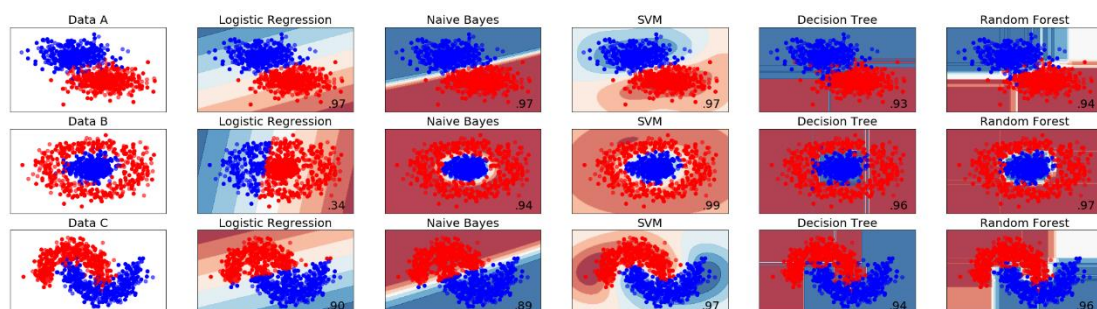 Data A Logistic Regression Naive Bayes SVM Decision Tree Random Forest
.97 .97 .97 .93 .94
Data B Logistic Regression Naive Bayes SVM Decision Tree Random Forest
.34 .94 .99 .96 .97
Data C Logistic Regression Naive Bayes SVM Decision Tree Random Forest
.90 .89 .97 .94 .96